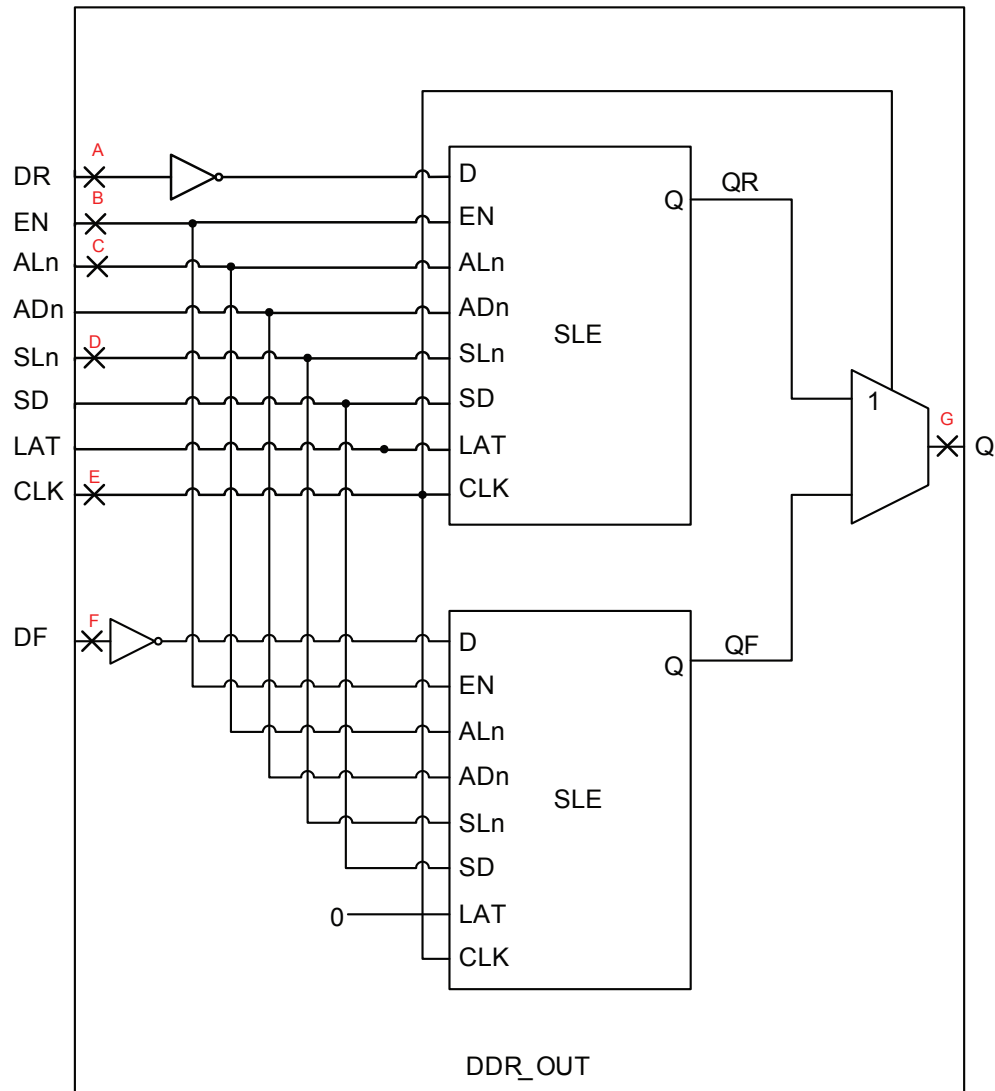 A
DR
D
QR
Q
B
EN
EN
C
ALn
ALn
ADn
ADn
SLE
D
SLn
SLn
SD
SD
1
G
LAT
LAT
Q
E
CLK
CLK
F
DF
D
QF
Q
EN
ALn
ADn
SLE
SLn
SD
0
LAT
CLK
DDR_OUT